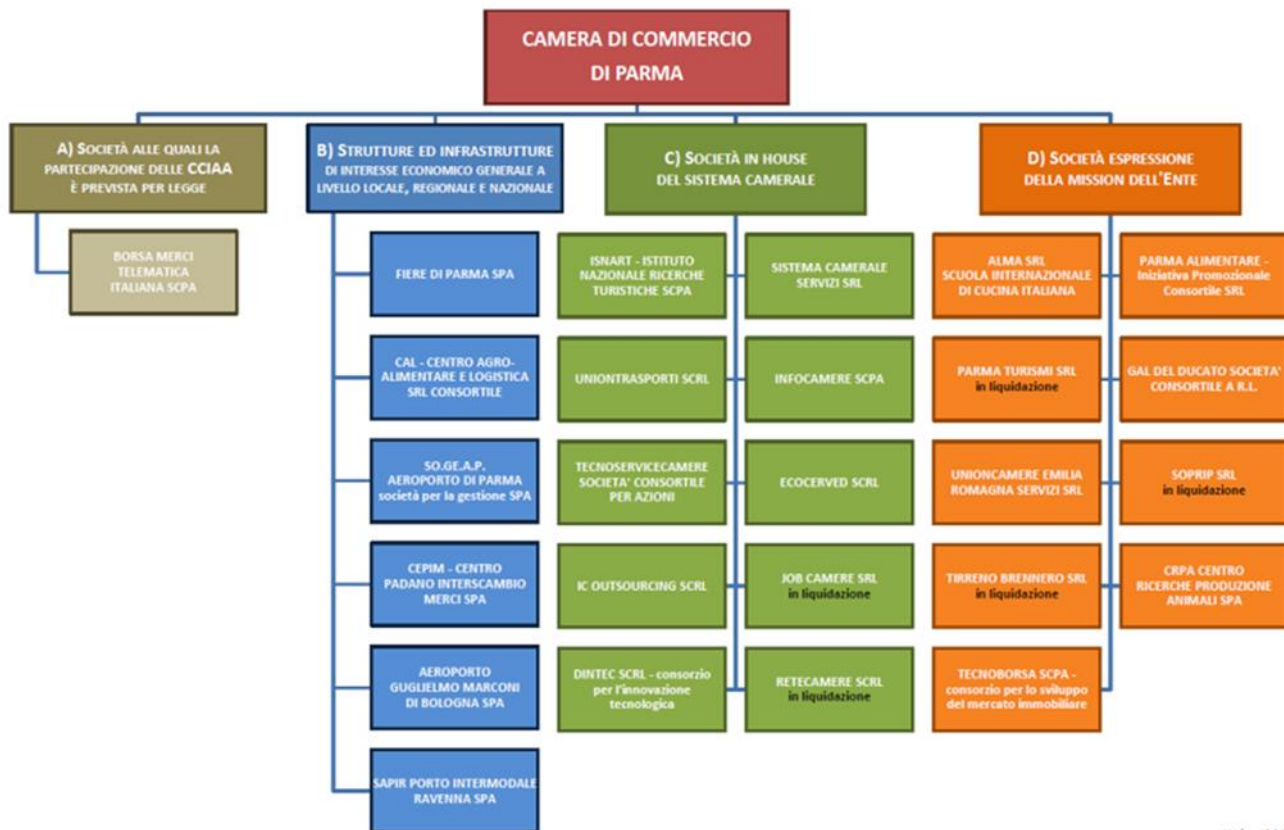 CAMERA DI COMMERCIO
DI PARMA
A) SOCIETÀ ALLE QUALI LA
PARTECIPAZIONE DELLE CCIAA
È PREVISTA PER LEGGE
BORSA MERCI
TELEMATICA
ITALIANA SCPA
B) STRUTTURE ED INFRASTRUTTURE
DI INTERESSE ECONOMICO GENERALE A
LIVELLO LOCALE, REGIONALE E NAZIONALE
FIERE DI PARMA SPA
CAL - CENTRO AGRO-
ALIMENTARE E LOGISTICA
SRL CONSORTILE
SO.GE.A.P.
AEROPORTO DI PARMA
società per la gestione SPA
CEPIM - CENTRO
PADANO INTERSCAMBIO
MERCI SPA
AEROPORTO
GUGLIELMO MARCONI
DI BOLOGNA SPA
SAPIR PORTO INTERMODALE
RAVENNA SPA
C) SOCIETÀ IN HOUSE
DEL SISTEMA CAMERALE
ISNART - ISTITUTO
NAZIONALE RICERCHE
TURISTICHE SCPA
SISTEMA CAMERALE
SERVIZI SRL
UNIONTRASPORTI SCRL
INFOCAMERE SCPA
TECNOSERVICECAMERE
SOCIETA' CONSORTILE
PER AZIONI
ECOCERVED SCRL
IC OUTSOURCING SCRL
JOB CAMERE SRL
in liquidazione
DINTEC SCRL - consorzio
per l'innovazione
tecnologica
RETECAMERE SCRL
in liquidazione
D) SOCIETÀ ESPRESSIONE
DELLA MISSION DELL'ENTE
ALMA SRL
SCUOLA INTERNAZIONALE
DI CUCINA ITALIANA
PARMA ALIMENTARE -
Iniziativa Promozionale
Consortile SRL
PARMA TURISMI SRL
in liquidazione
GAL DEL DUCATO SOCIETA'
CONSORTILE A R.L.
UNIONCAMERE EMILIA
ROMAGNA SERVIZI SRL
SOPRIP SRL
in liquidazione
TIRRENO BRENNERO SRL
in liquidazione
CRPA CENTRO
RICERCHE PRODUZIONE
ANIMALI SPA
TECNOBORSA SCPA -
consorzio per lo sviluppo
del mercato immobiliare